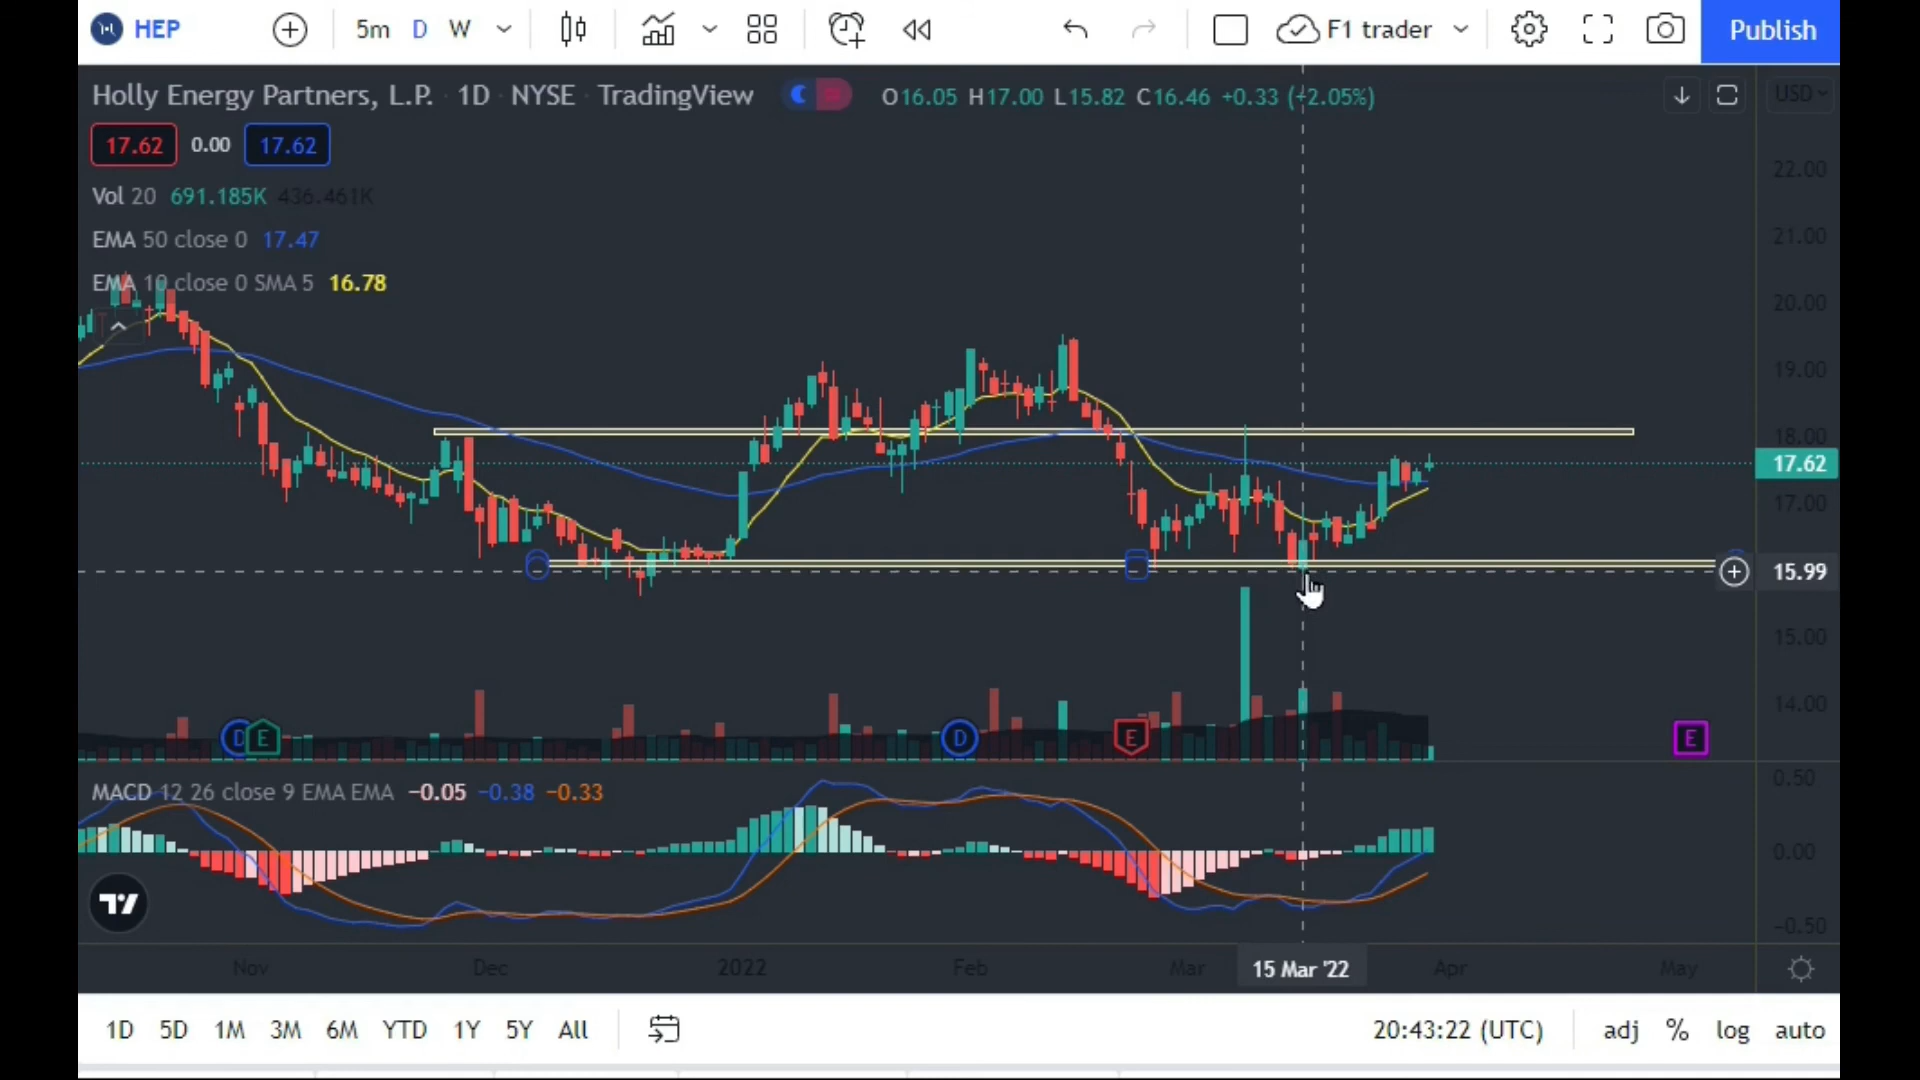 HEP 5m D W F1 trader Publish
Holly Energy Partners, L.P. · 1D · NYSE · TradingView O16.05 H17.00 L15.82 C16.46 +0.33 (+2.05%) USD
17.62 0.00 17.62
22.00
Vol 20 691.185K 436.461K
21.00
EMA 50 close 0 17.47
EMA 10 close 0 SMA 5 16.78
20.00
19.00
18.00
17.62
17.00
15.99
15.00
14.00
D E D E E
0.50
MACD 12 26 close 9 EMA EMA −0.05 −0.38 −0.33
0.00
−0.50
Nov Dec 2022 Feb Mar 15 Mar '22 Apr May
1D 5D 1M 3M 6M YTD 1Y 5Y All 20:43:22 (UTC) adj % log auto